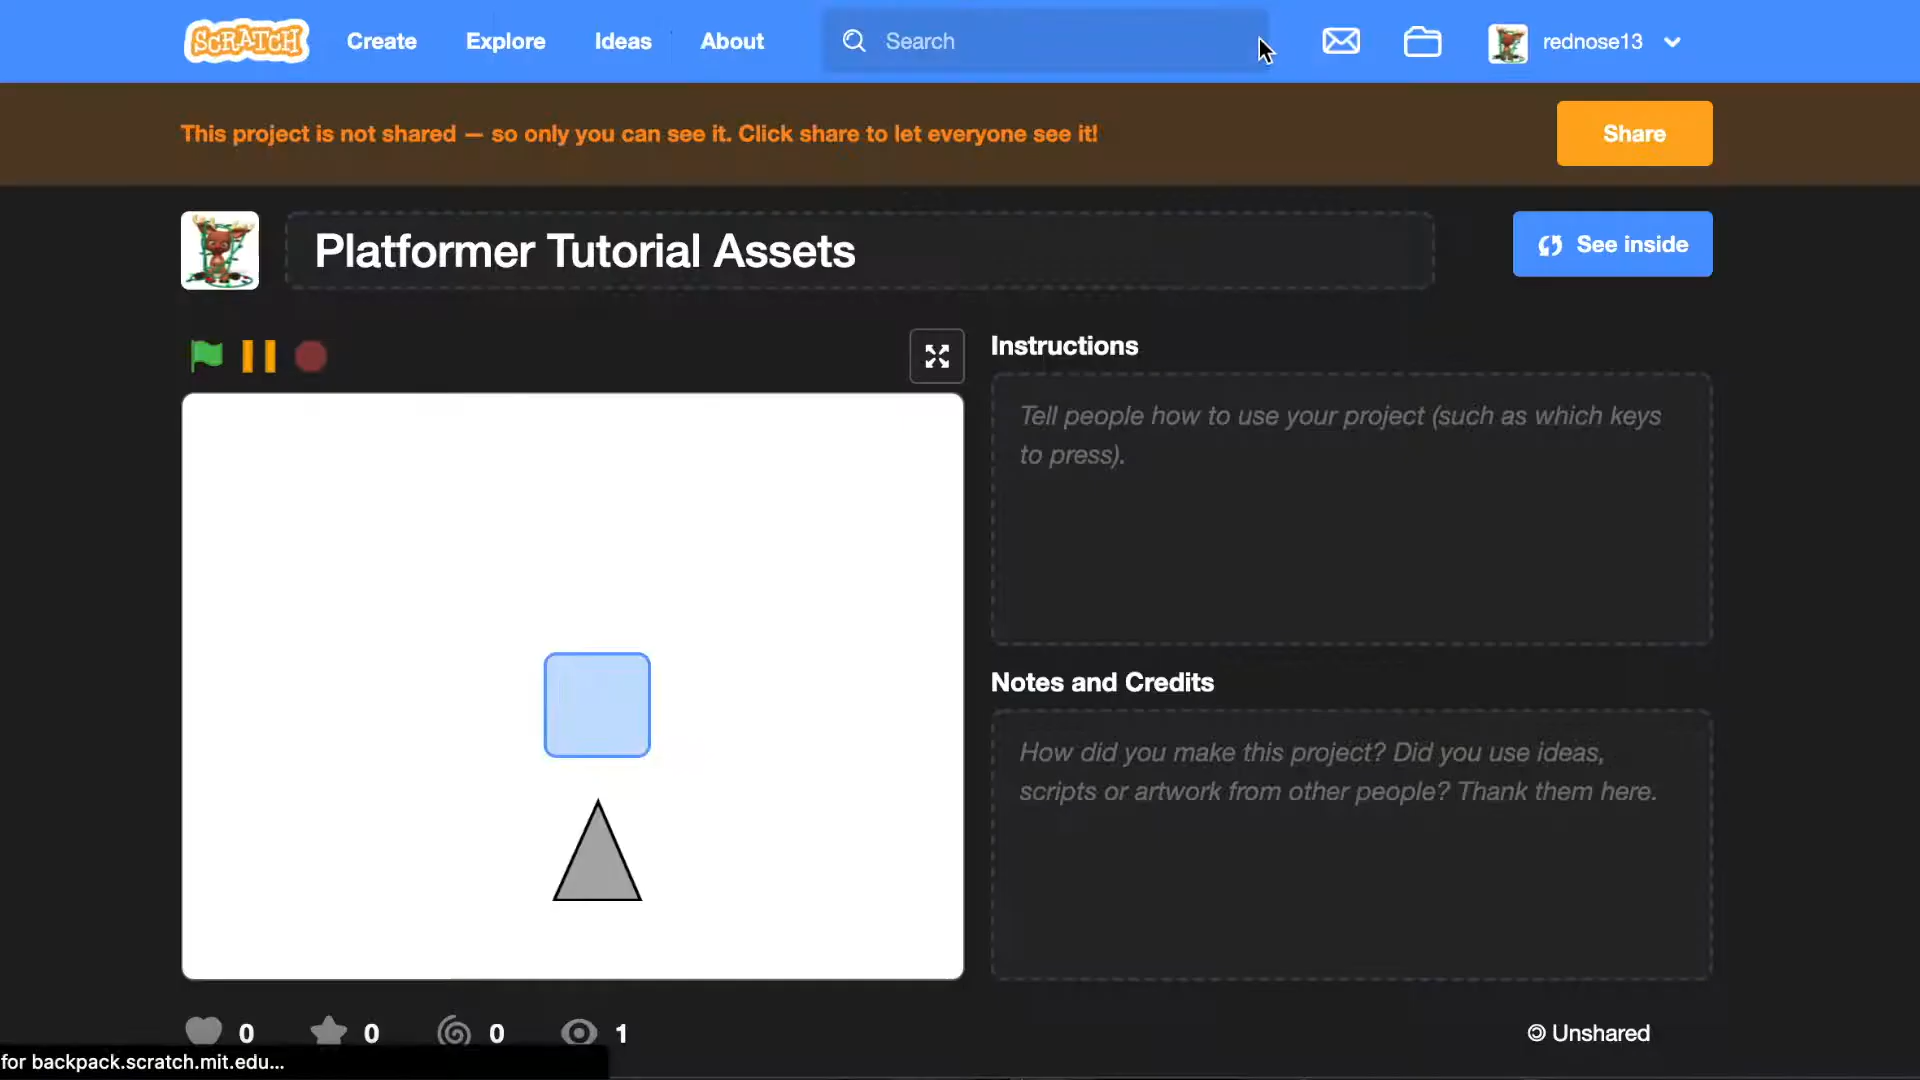 SCRATCH
Create
Explore
Ideas
About
Search
rednose13
This project is not shared — so only you can see it. Click share to let everyone see it!
Share
Platformer Tutorial Assets
See inside
Instructions
Tell people how to use your project (such as which keys
to press).
Notes and Credits
How did you make this project? Did you use ideas,
scripts or artwork from other people? Thank them here.
0
0
0
1
Unshared
for backpack.scratch.mit.edu...